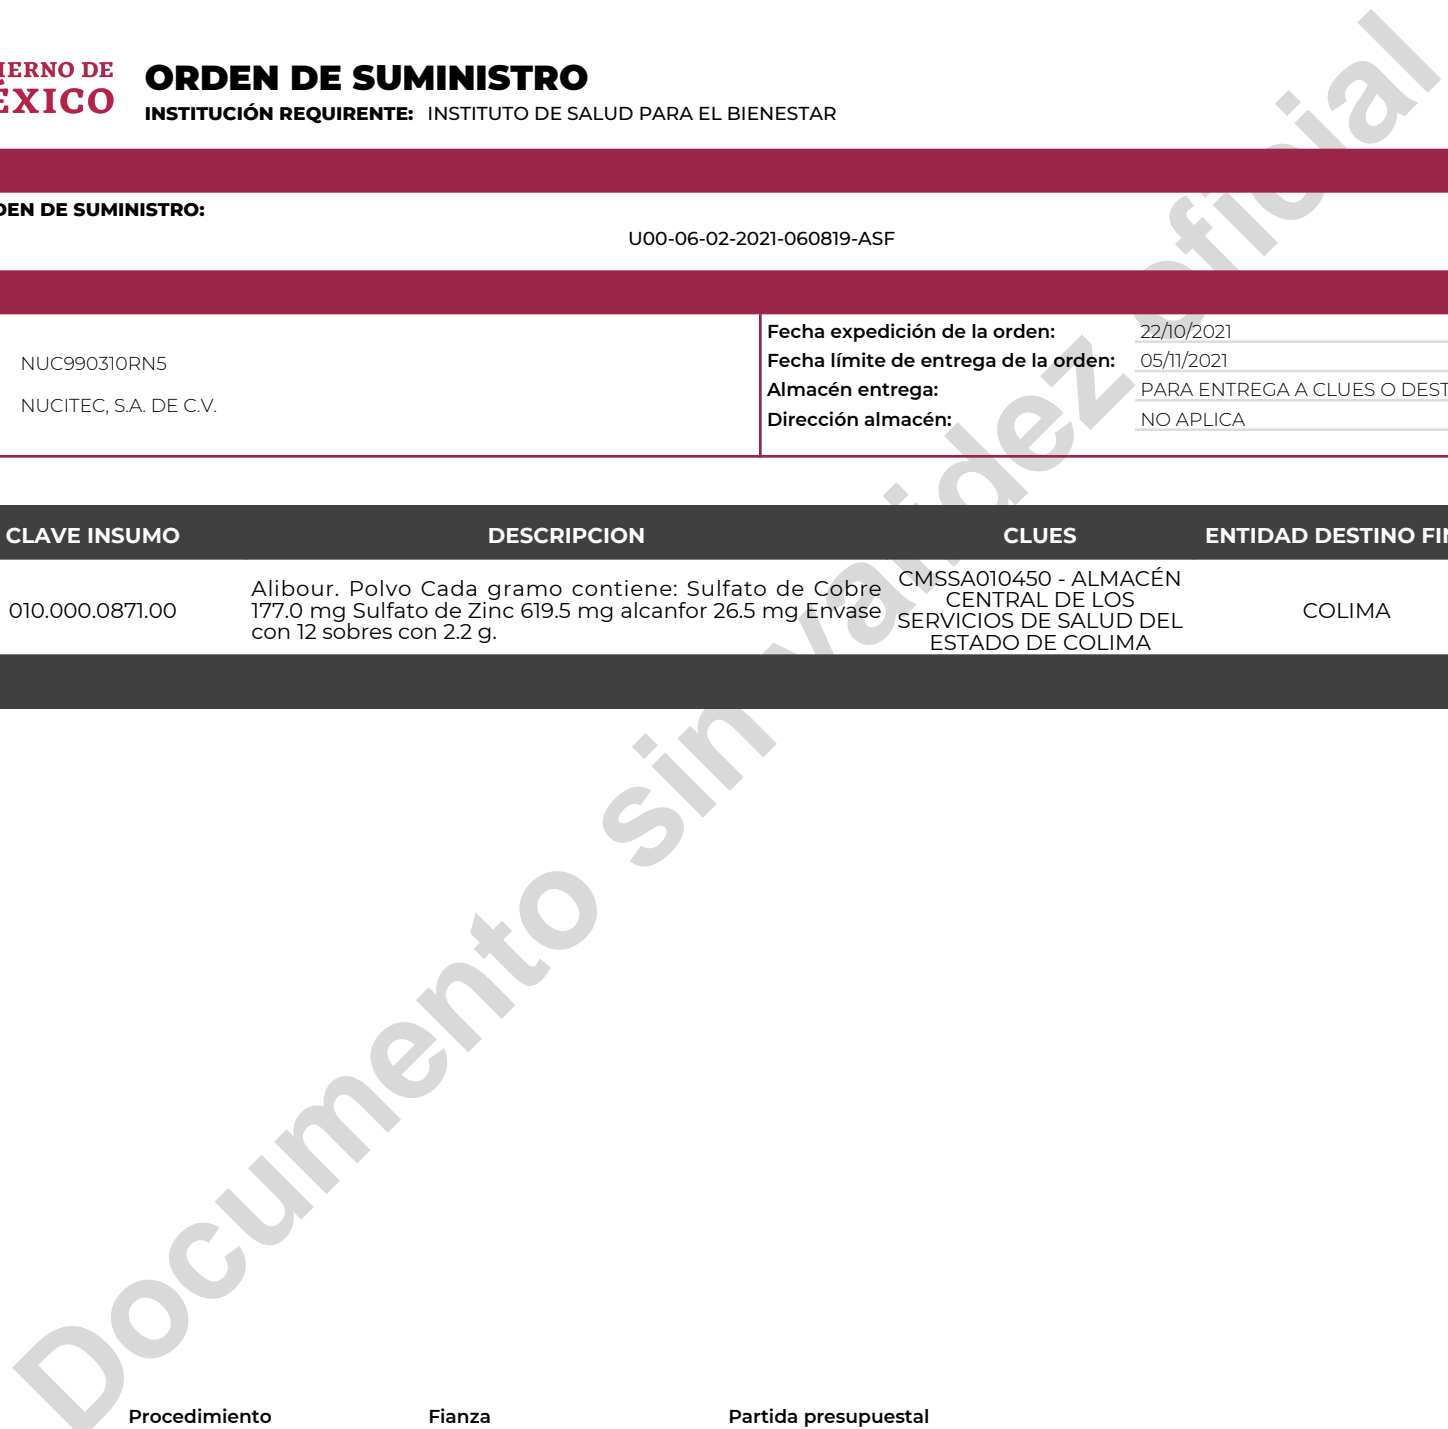 IERNO DE
ÉXICO
ORDEN DE SUMINISTRO
INSTITUCIÓN REQUIRENTE: INSTITUTO DE SALUD PARA EL BIENESTAR
DEN DE SUMINISTRO:
U00-06-02-2021-060819-ASF
NUC990310RN5
NUCITEC, S.A. DE C.V.
Fecha expedición de la orden: 22/10/2021
Fecha límite de entrega de la orden: 05/11/2021
Almacén entrega: PARA ENTREGA A CLUES O DEST
Dirección almacén: NO APLICA
CLAVE INSUMO DESCRIPCION CLUES ENTIDAD DESTINO FIN
010.000.0871.00
Alibour. Polvo Cada gramo contiene: Sulfato de Cobre
177.0 mg Sulfato de Zinc 619.5 mg alcanfor 26.5 mg Envase
con 12 sobres con 2.2 g.
CMSSA010450 - ALMACÉN
CENTRAL DE LOS
SERVICIOS DE SALUD DEL
ESTADO DE COLIMA
COLIMA
Documento sin validez oficial
Procedimiento Fianza Partida presupuestal